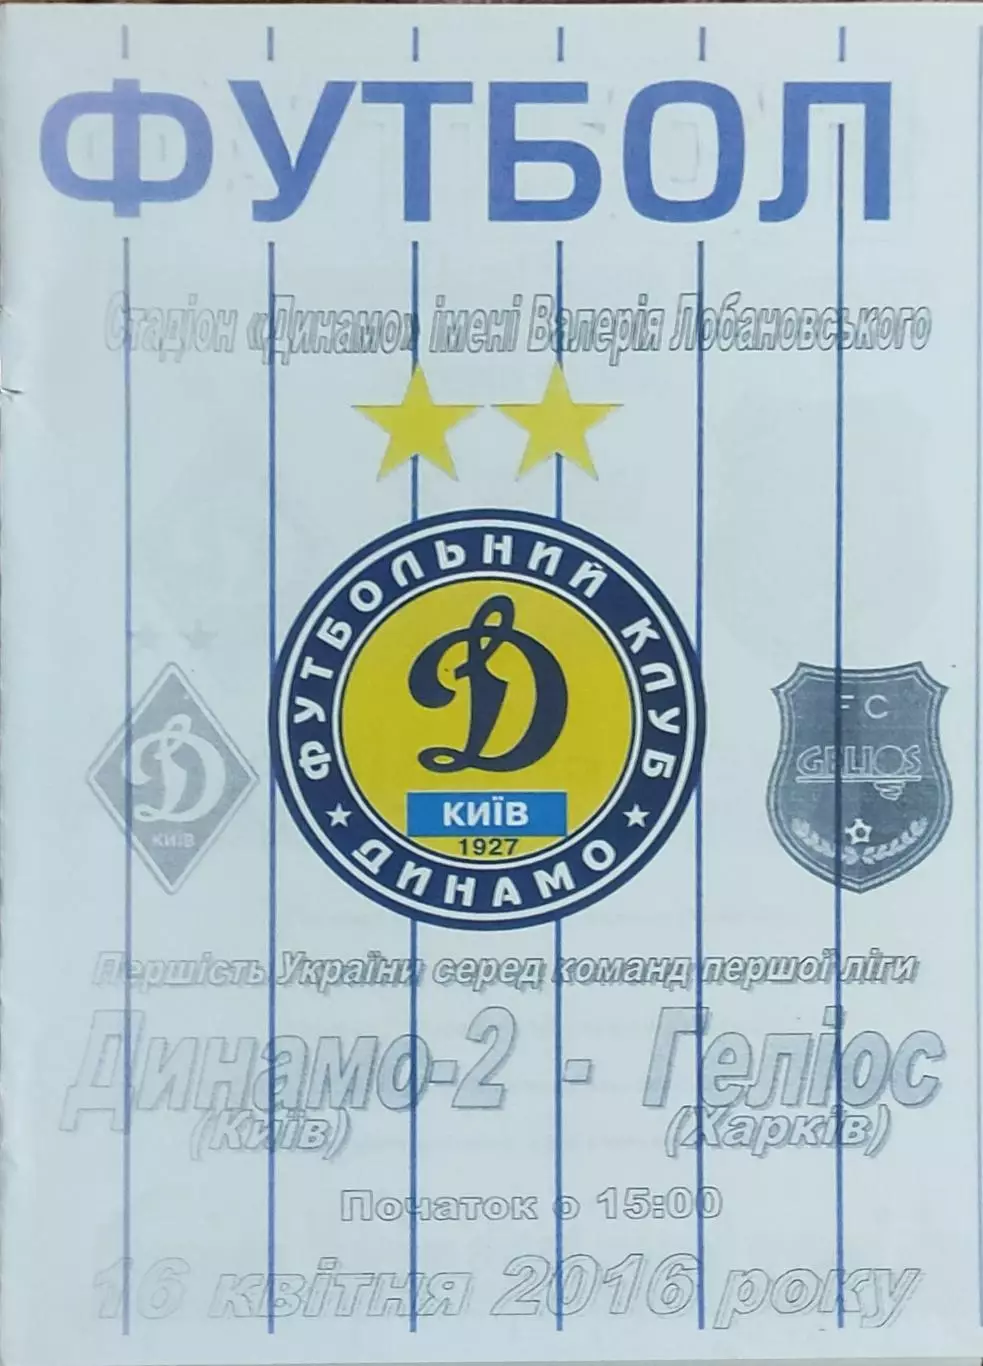 ФУТБОЛ
Стадіон «Динамо» імені Валерія Лобановського
ФУТБОЛЬНИЙ КЛУБ
КИЇВ
1927
ДИНАМО
КИЇВ
FC
GELIOS
Першість України серед команд першої ліги
Динамо-2 - Геліос
(Київ) (Харків)
Початок о 15:00
16 квітня 2016 року